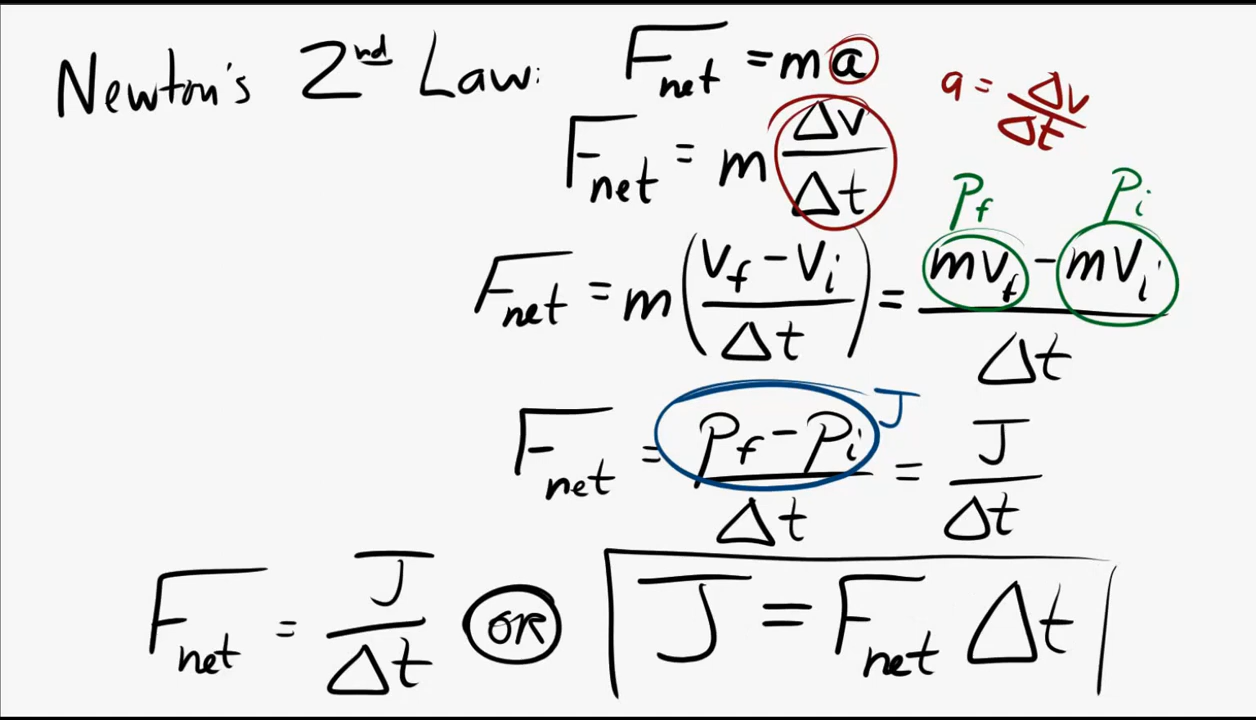 Newton's 2nd Law: Fnet = ma
a = Δv/Δt
Fnet = m Δv/Δt
Pf Pi
Fnet = m((vf - vi)/Δt) = (mvf - mvi)/Δt
Fnet = (pf - pi)/Δt = J/Δt
J
Fnet = J/Δt OR J = Fnet Δt